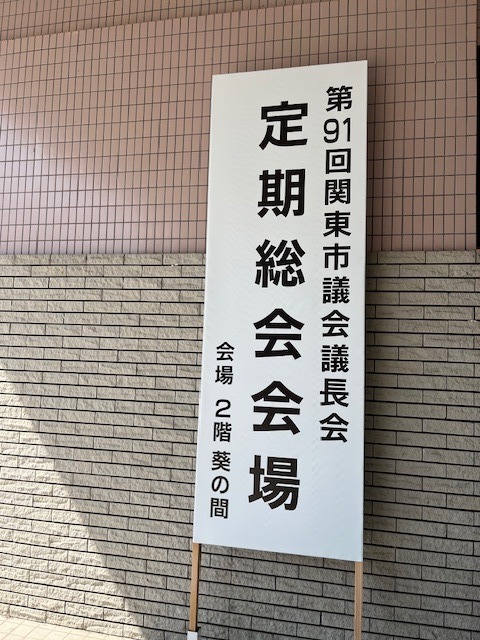 第91回関東市議会議長会
定期総会会場
会場 2階 葵の間